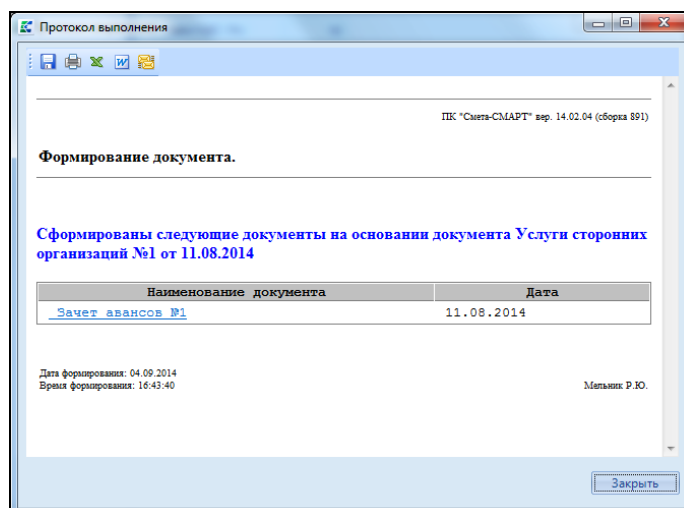 Протокол выполнения
ПК "Смета-СМАРТ" вер. 14.02.04 (сборка 891)
Формирование документа.
Сформированы следующие документы на основании документа Услуги сторонних
организаций №1 от 11.08.2014
Наименование документа Дата
Зачет авансов №1 11.08.2014
Дата формирования: 04.09.2014
Время формирования: 16:43:40 Мельник Р.Ю.
Закрыть